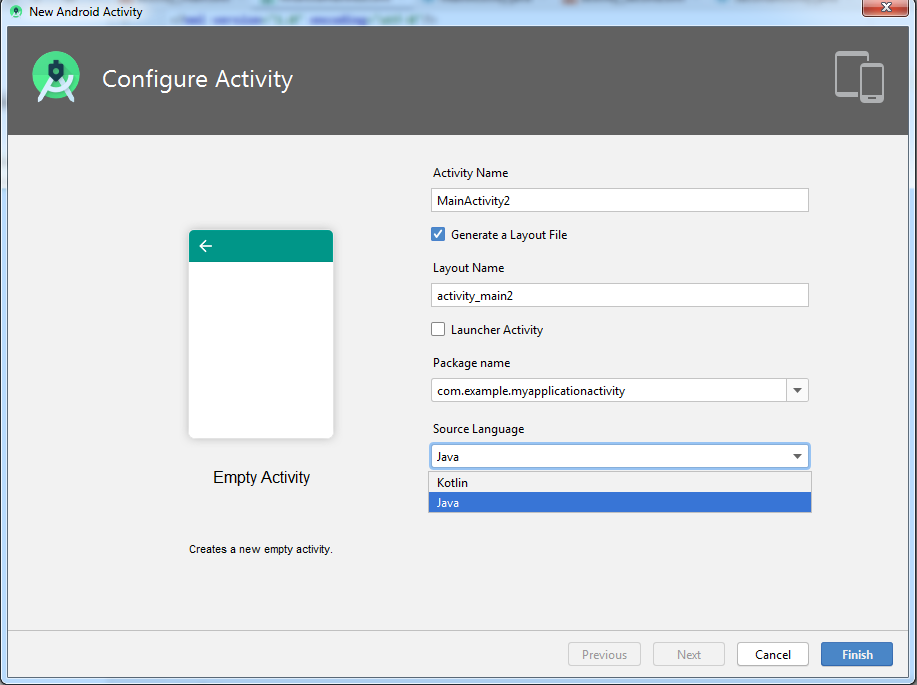 New Android Activity
Configure Activity
Activity Name
MainActivity2
Generate a Layout File
Layout Name
activity_main2
Launcher Activity
Package name
com.example.myapplicationactivity
Source Language
Java
Kotlin
Java
Empty Activity
Creates a new empty activity.
Previous
Next
Cancel
Finish